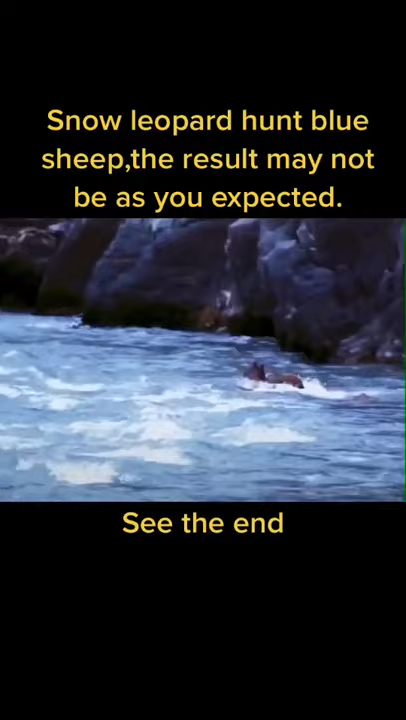 Snow leopard hunt blue
sheep,the result may not
be as you expected.
See the end